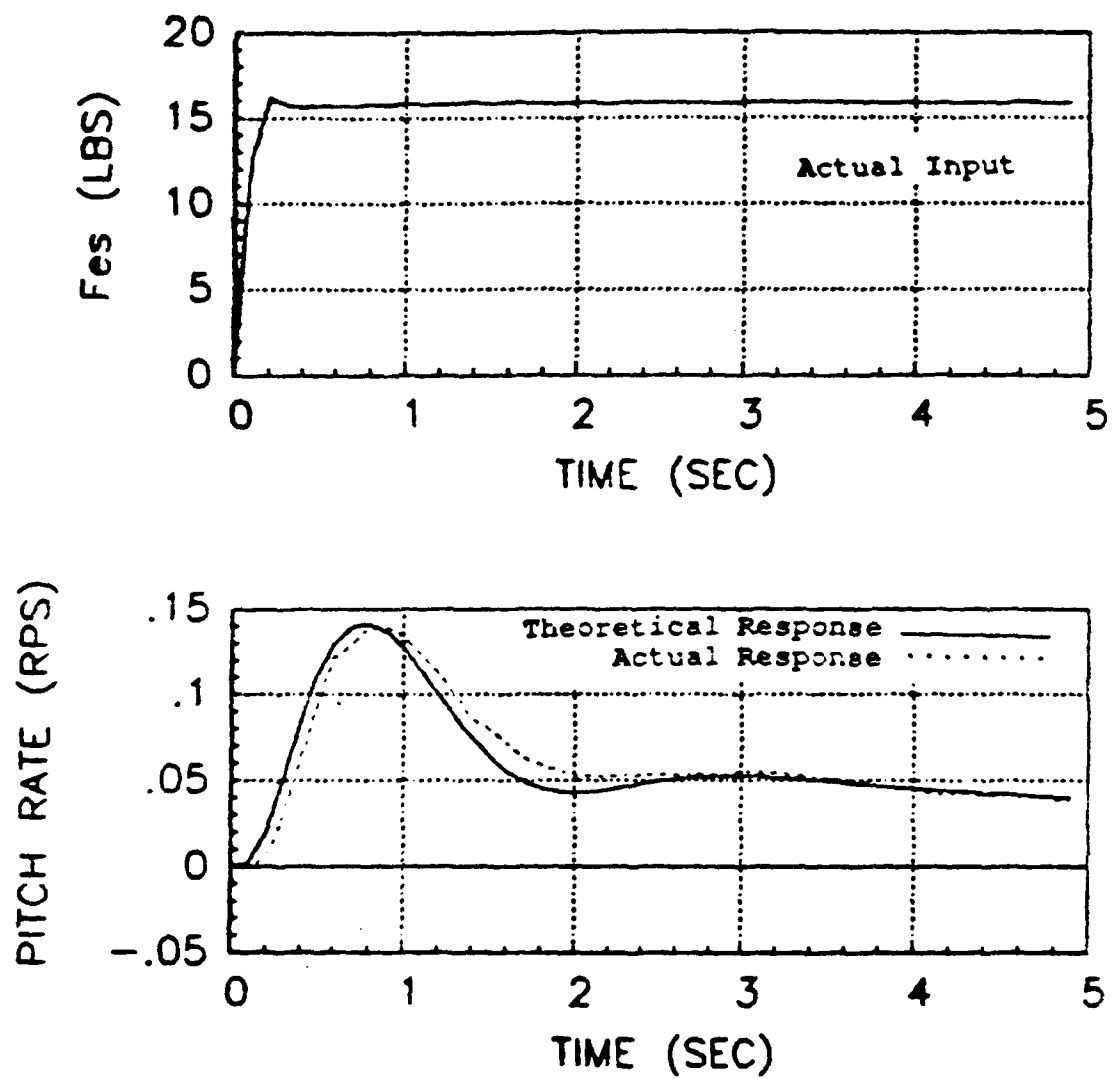 20
15
10
5
0
Fes (LBS)
Actual Input
0 1 2 3 4 5
TIME (SEC)
.15
.1
.05
0
-.05
PITCH RATE (RPS)
Theoretical Response
Actual Response
0 1 2 3 4 5
TIME (SEC)